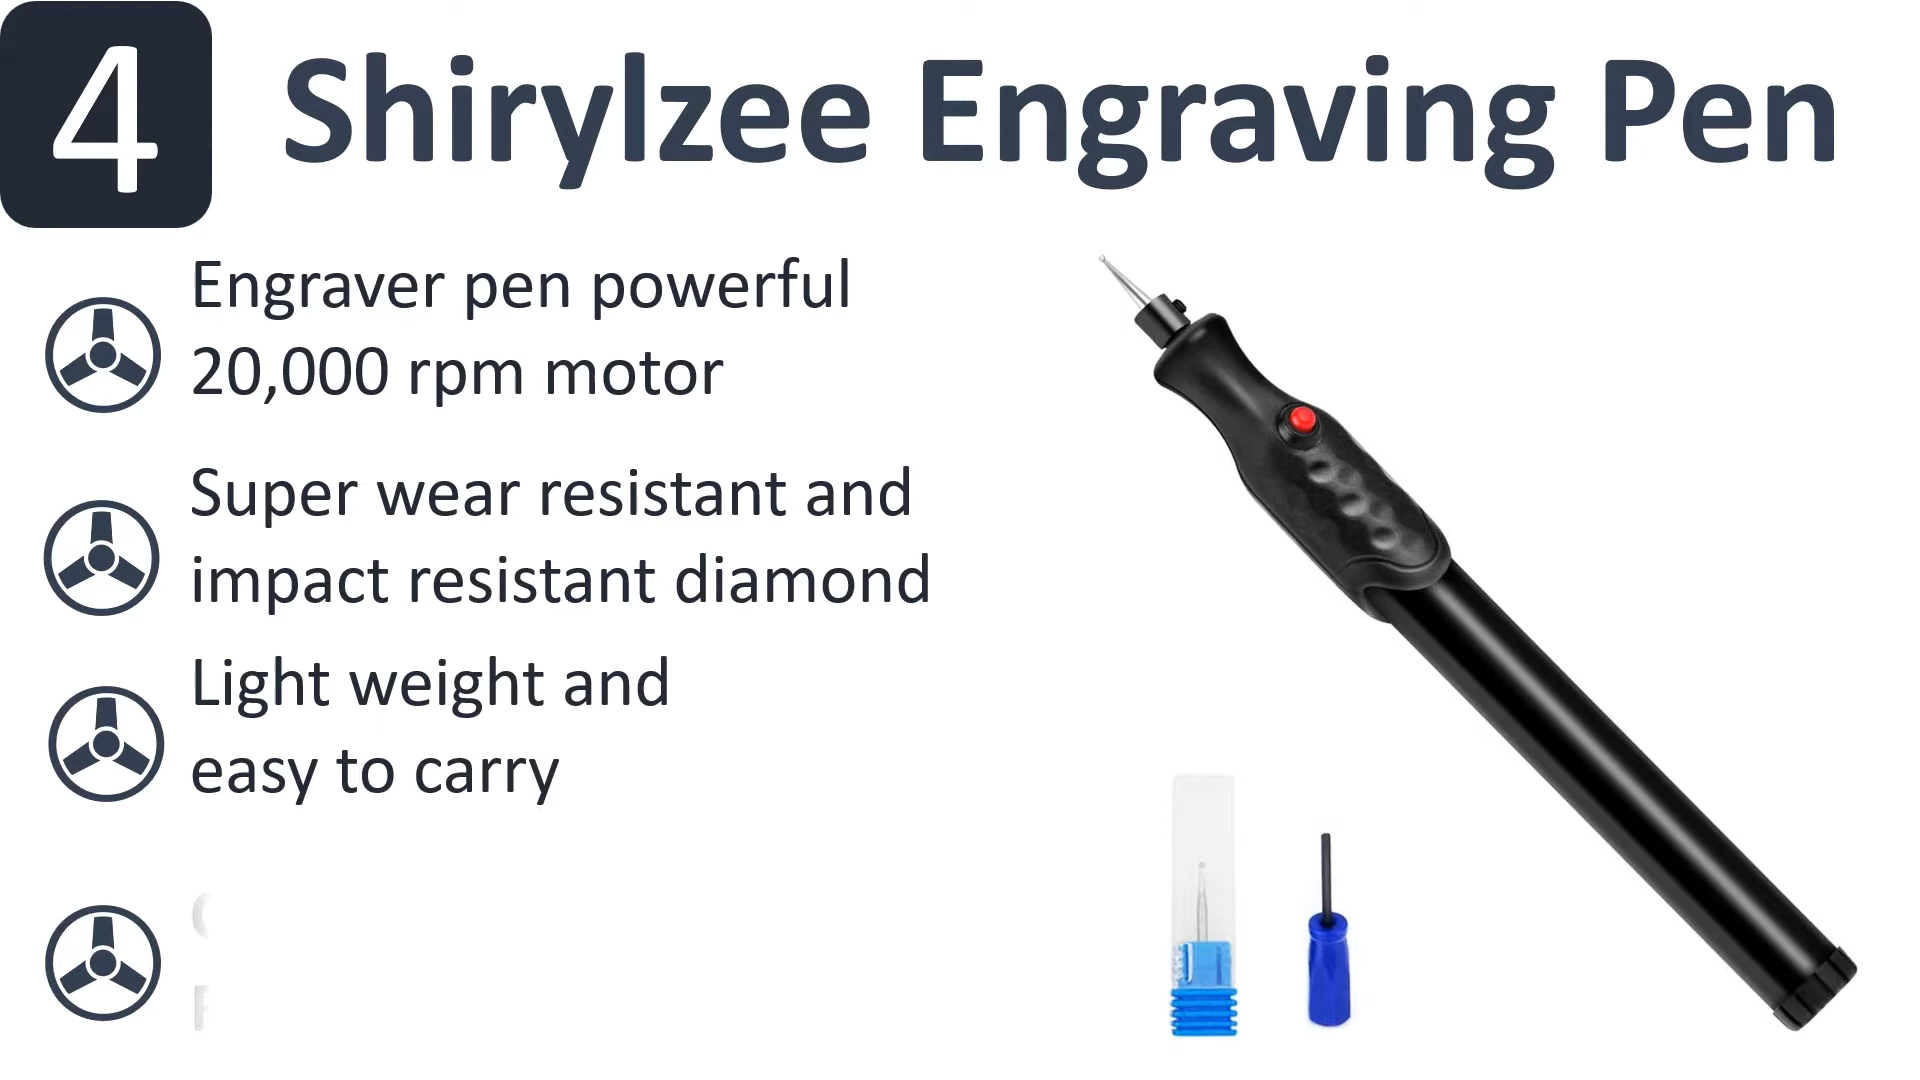 4
Shirylzee Engraving Pen
Engraver pen powerful
20,000 rpm motor
Super wear resistant and
impact resistant diamond
Light weight and
easy to carry